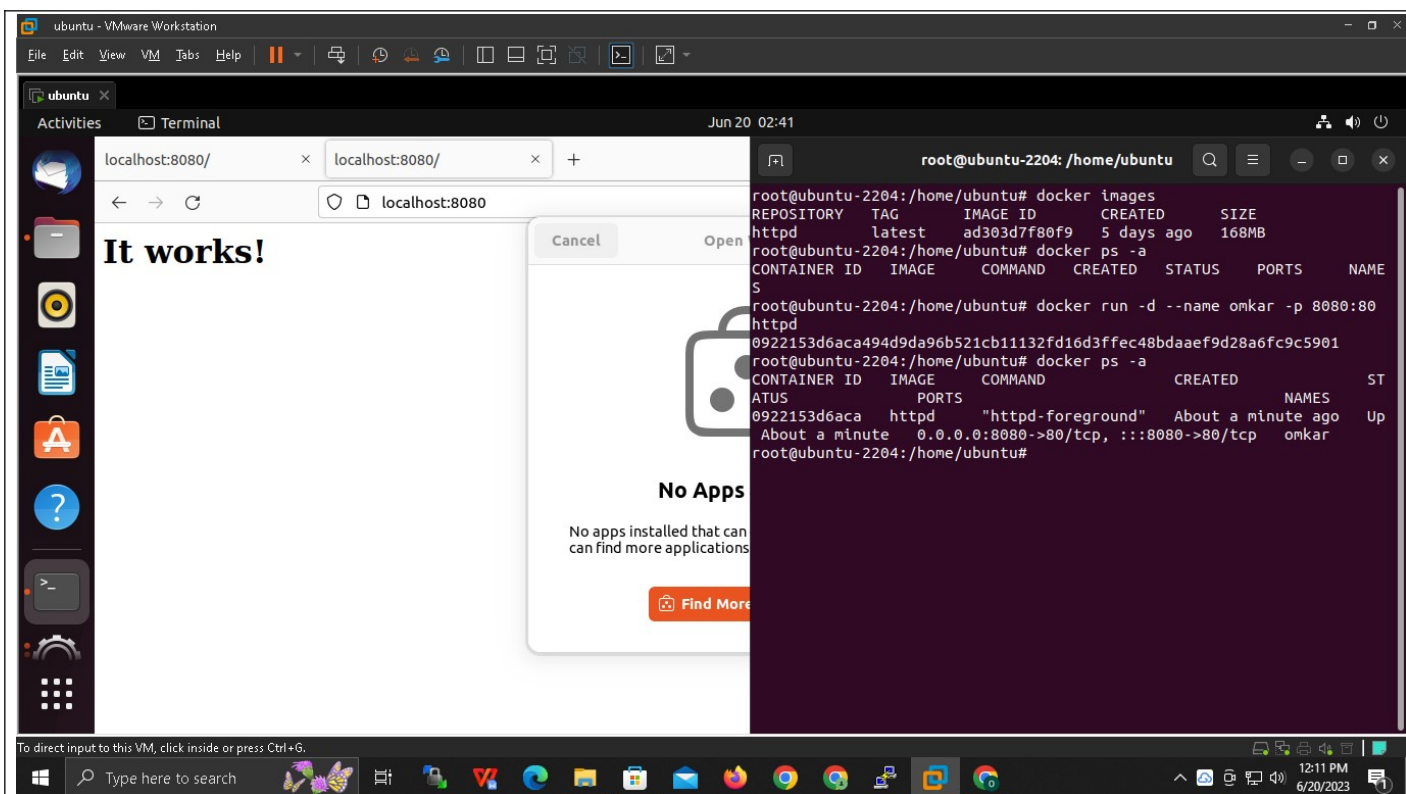 ubuntu - VMware Workstation
File Edit View VM Tabs Help
ubuntu
Activities Terminal Jun 20 02:41
localhost:8080/ localhost:8080/
localhost:8080
It works!
Cancel Open
No Apps
No apps installed that can
can find more applications
Find More
root@ubuntu-2204: /home/ubuntu
root@ubuntu-2204:/home/ubuntu# docker images
REPOSITORY TAG IMAGE ID CREATED SIZE
httpd latest ad303d7f80f9 5 days ago 168MB
root@ubuntu-2204:/home/ubuntu# docker ps -a
CONTAINER ID IMAGE COMMAND CREATED STATUS PORTS NAME
S
root@ubuntu-2204:/home/ubuntu# docker run -d --name omkar -p 8080:80
httpd
0922153d6aca494d9da96b521cb11132fd16d3ffec48bdaaef9d28a6fc9c5901
root@ubuntu-2204:/home/ubuntu# docker ps -a
CONTAINER ID IMAGE COMMAND CREATED ST
ATUS PORTS NAMES
0922153d6aca httpd "httpd-foreground" About a minute ago Up
About a minute 0.0.0.0:8080->80/tcp, :::8080->80/tcp omkar
root@ubuntu-2204:/home/ubuntu#
To direct input to this VM, click inside or press Ctrl+G.
Type here to search
12:11 PM
6/20/2023